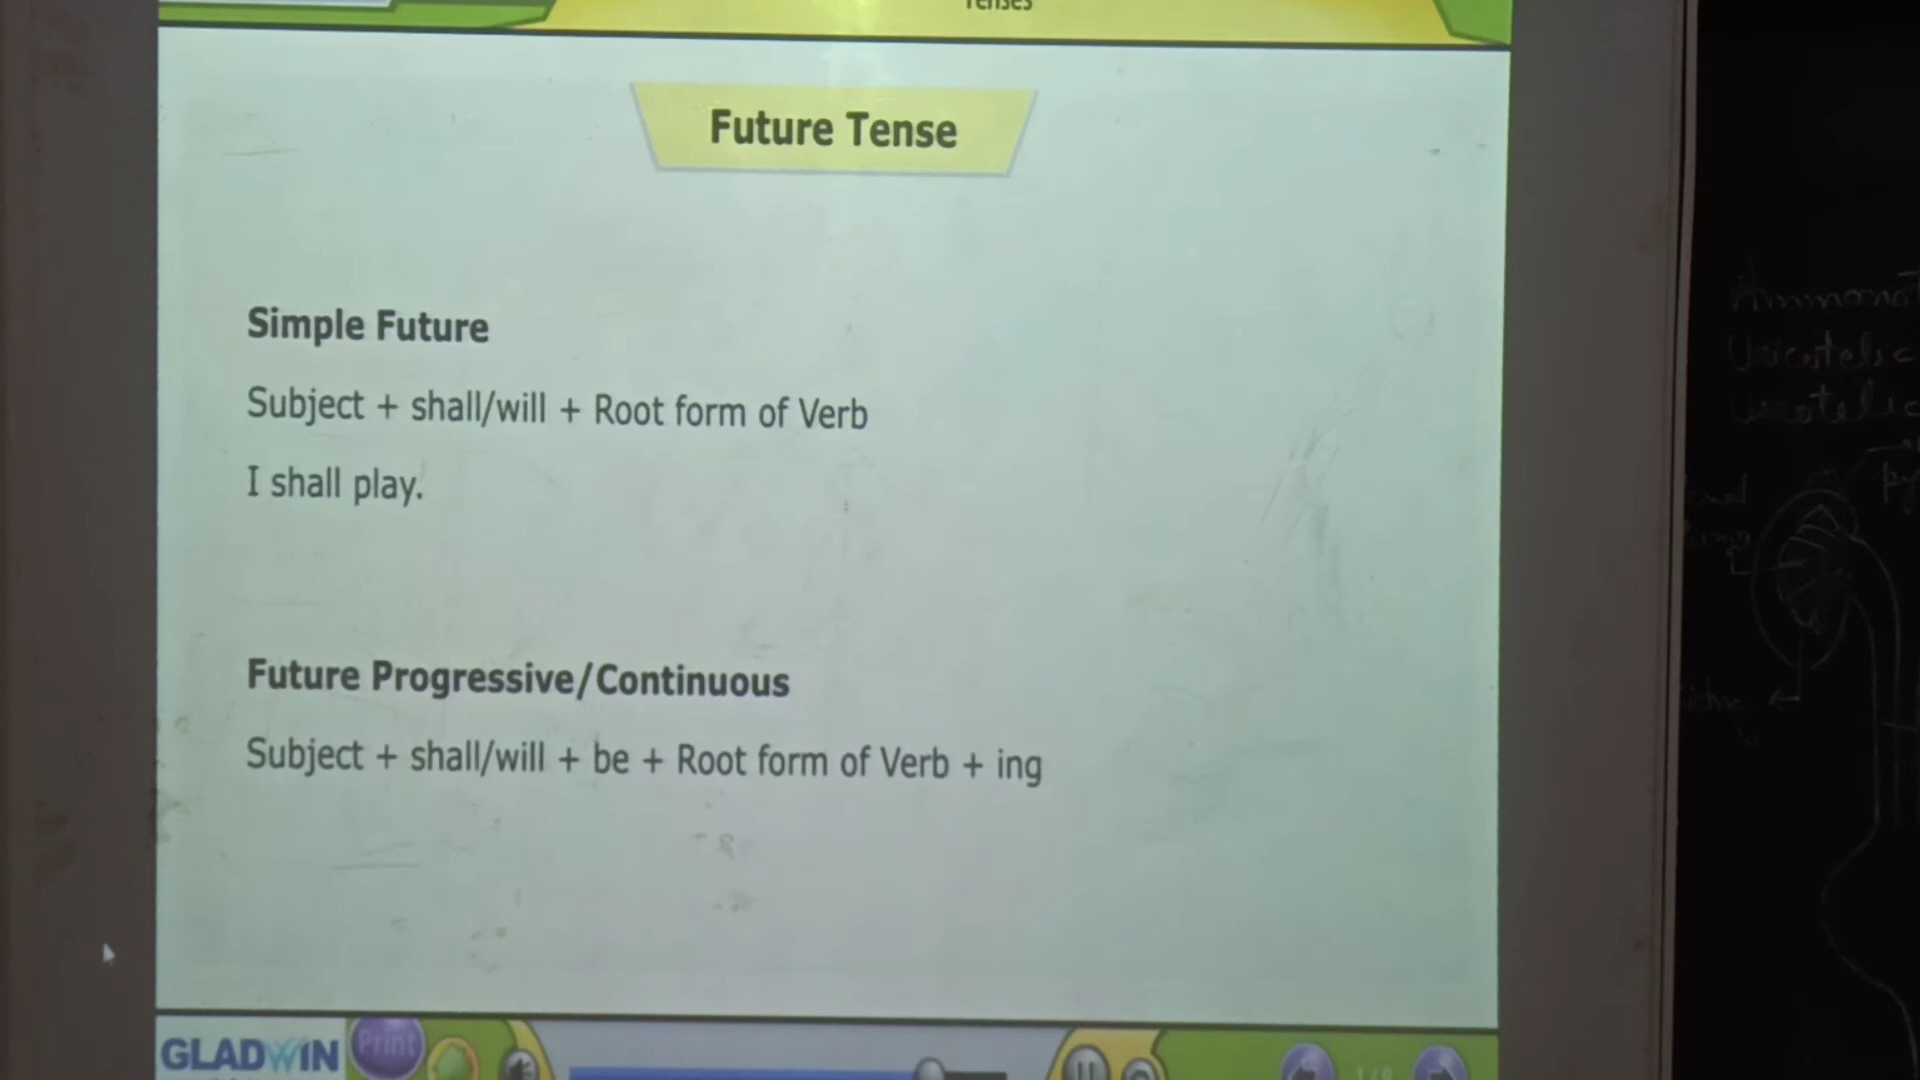 Tenses
Future Tense
Simple Future
Subject + shall/will + Root form of Verb
I shall play.
Future Progressive/Continuous
Subject + shall/will + be + Root form of Verb + ing
GLADWIN
Print